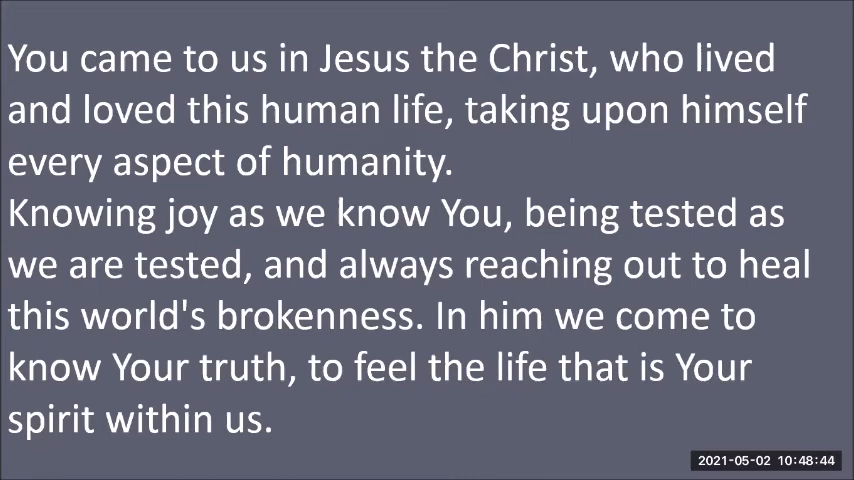 You came to us in Jesus the Christ, who lived
and loved this human life, taking upon himself
every aspect of humanity.
Knowing joy as we know You, being tested as
we are tested, and always reaching out to heal
this world's brokenness. In him we come to
know Your truth, to feel the life that is Your
spirit within us.
2021-05-02 10:48:44